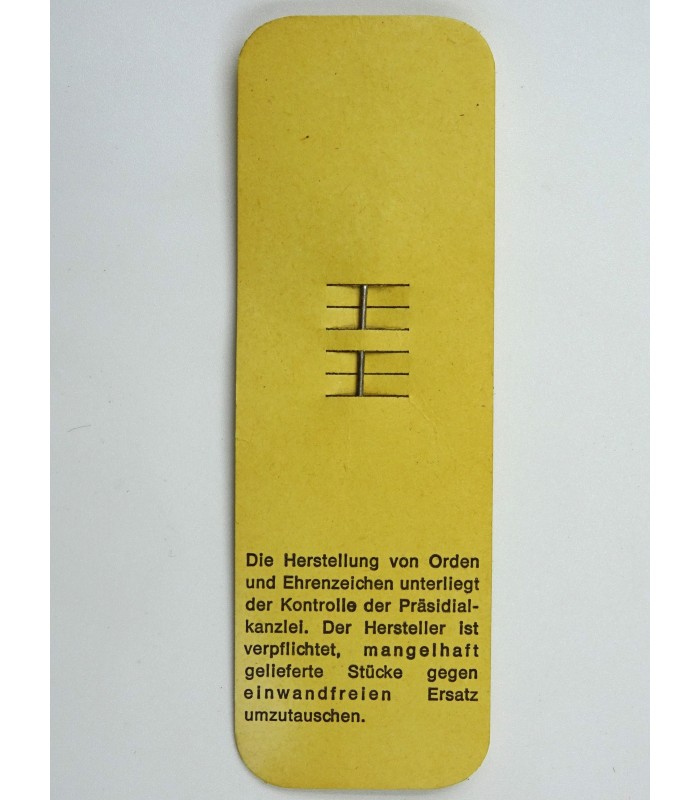 Die Herstellung von Orden
und Ehrenzeichen unterliegt
der Kontrolle der Präsidial-
kanzlei. Der Hersteller ist
verpflichtet, mangelhaft
gelieferte Stücke gegen
einwandfreien Ersatz
umzutauschen.